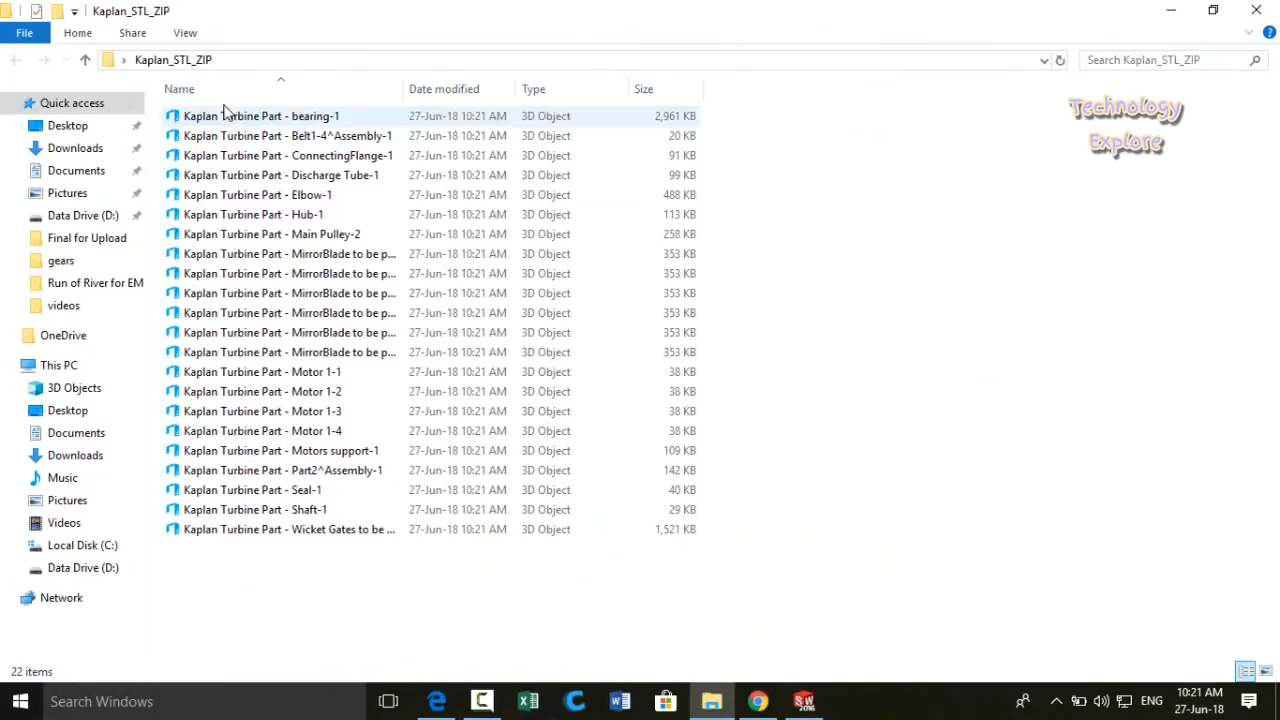 Kaplan_STL_ZIP
File Home Share View
Kaplan_STL_ZIP
Search Kaplan_STL_ZIP
Name Date modified Type Size
Technology
Explore
Quick access
Desktop
Downloads
Documents
Pictures
Data Drive (D:)
Final for Upload
gears
Run of River for EM
videos
OneDrive
This PC
3D Objects
Desktop
Documents
Downloads
Music
Pictures
Videos
Local Disk (C:)
Data Drive (D:)
Network
Kaplan Turbine Part - bearing-1 27-Jun-18 10:21 AM 3D Object 2,961 KB
Kaplan Turbine Part - Belt1-4^Assembly-1 27-Jun-18 10:21 AM 3D Object 20 KB
Kaplan Turbine Part - ConnectingFlange-1 27-Jun-18 10:21 AM 3D Object 91 KB
Kaplan Turbine Part - Discharge Tube-1 27-Jun-18 10:21 AM 3D Object 99 KB
Kaplan Turbine Part - Elbow-1 27-Jun-18 10:21 AM 3D Object 488 KB
Kaplan Turbine Part - Hub-1 27-Jun-18 10:21 AM 3D Object 113 KB
Kaplan Turbine Part - Main Pulley-2 27-Jun-18 10:21 AM 3D Object 258 KB
Kaplan Turbine Part - MirrorBlade to be p... 27-Jun-18 10:21 AM 3D Object 353 KB
Kaplan Turbine Part - MirrorBlade to be p... 27-Jun-18 10:21 AM 3D Object 353 KB
Kaplan Turbine Part - MirrorBlade to be p... 27-Jun-18 10:21 AM 3D Object 353 KB
Kaplan Turbine Part - MirrorBlade to be p... 27-Jun-18 10:21 AM 3D Object 353 KB
Kaplan Turbine Part - MirrorBlade to be p... 27-Jun-18 10:21 AM 3D Object 353 KB
Kaplan Turbine Part - MirrorBlade to be p... 27-Jun-18 10:21 AM 3D Object 353 KB
Kaplan Turbine Part - Motor 1-1 27-Jun-18 10:21 AM 3D Object 38 KB
Kaplan Turbine Part - Motor 1-2 27-Jun-18 10:21 AM 3D Object 38 KB
Kaplan Turbine Part - Motor 1-3 27-Jun-18 10:21 AM 3D Object 38 KB
Kaplan Turbine Part - Motor 1-4 27-Jun-18 10:21 AM 3D Object 38 KB
Kaplan Turbine Part - Motors support-1 27-Jun-18 10:21 AM 3D Object 109 KB
Kaplan Turbine Part - Part2^Assembly-1 27-Jun-18 10:21 AM 3D Object 142 KB
Kaplan Turbine Part - Seal-1 27-Jun-18 10:21 AM 3D Object 40 KB
Kaplan Turbine Part - Shaft-1 27-Jun-18 10:21 AM 3D Object 29 KB
Kaplan Turbine Part - Wicket Gates to be ... 27-Jun-18 10:21 AM 3D Object 1,521 KB
22 items
Search Windows
SW
2016
ENG
10:21 AM
27-Jun-18